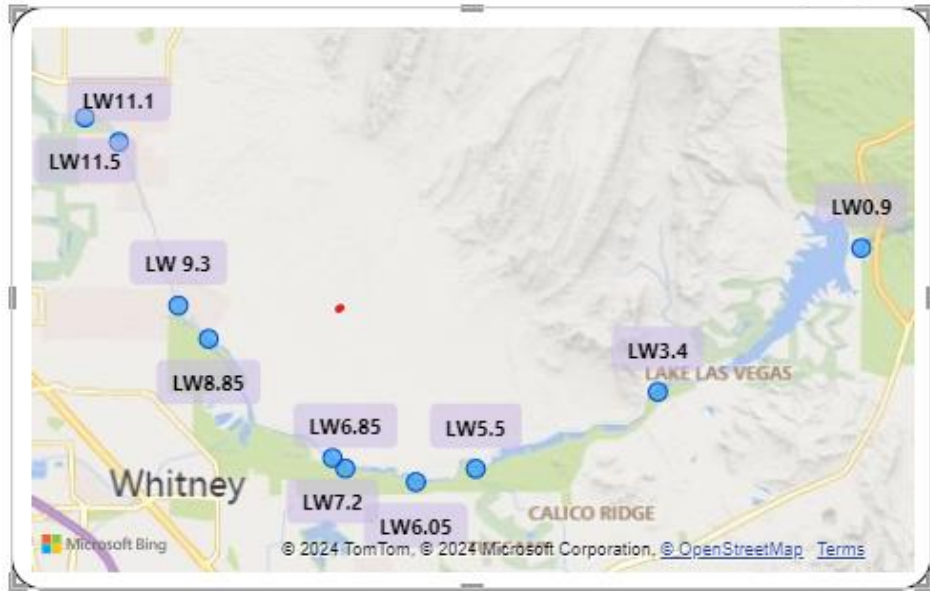 LW11.1
LW11.5
LW0.9
LW 9.3
LW3.4
LAKE LAS VEGAS
LW8.85
LW6.85
LW5.5
Whitney
LW7.2
LW6.05
CALICO RIDGE
Microsoft Bing
© 2024 TomTom, © 2024 Microsoft Corporation, © OpenStreetMap Terms